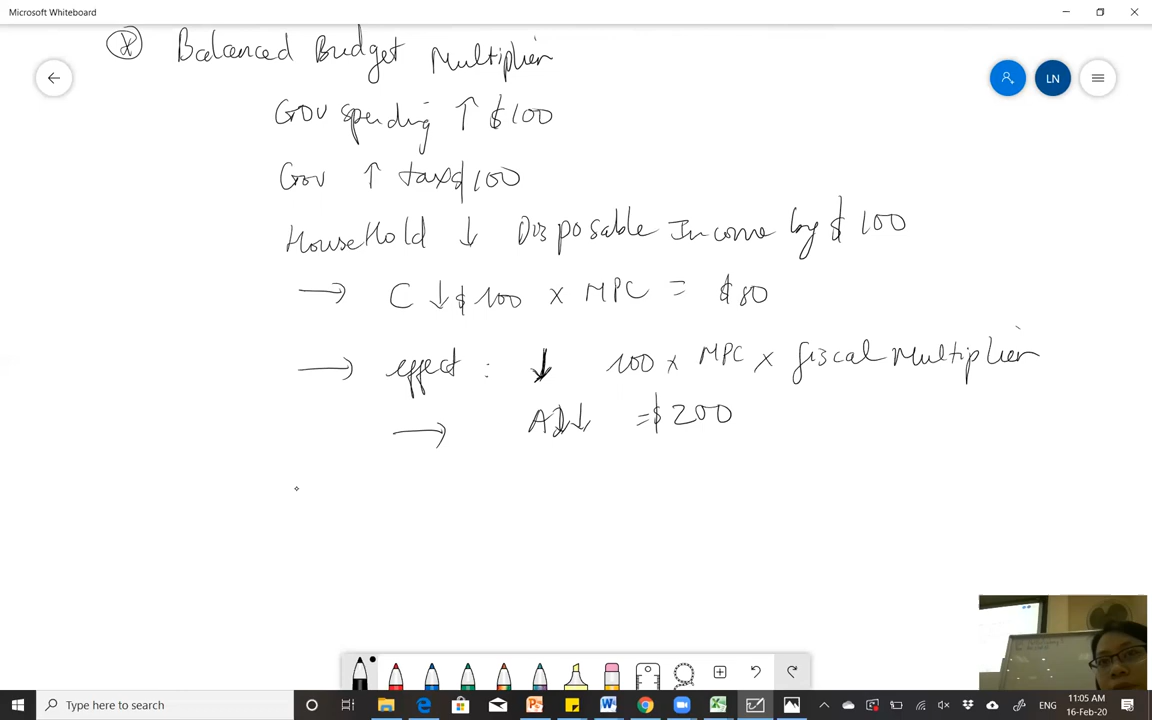 Microsoft Whiteboard
Balanced Budget Multiplier
LN
Gov spending ↑ $100
Gov ↑ tax $100
Household ↓ Disposable Income by $100
→ C ↓ $100 × MPC = $80
→ effect : ↓ 100 × MPC × fiscal Multiplier
→ AD ↓ = $200
Type here to search
ENG
11:05 AM
16-Feb-20